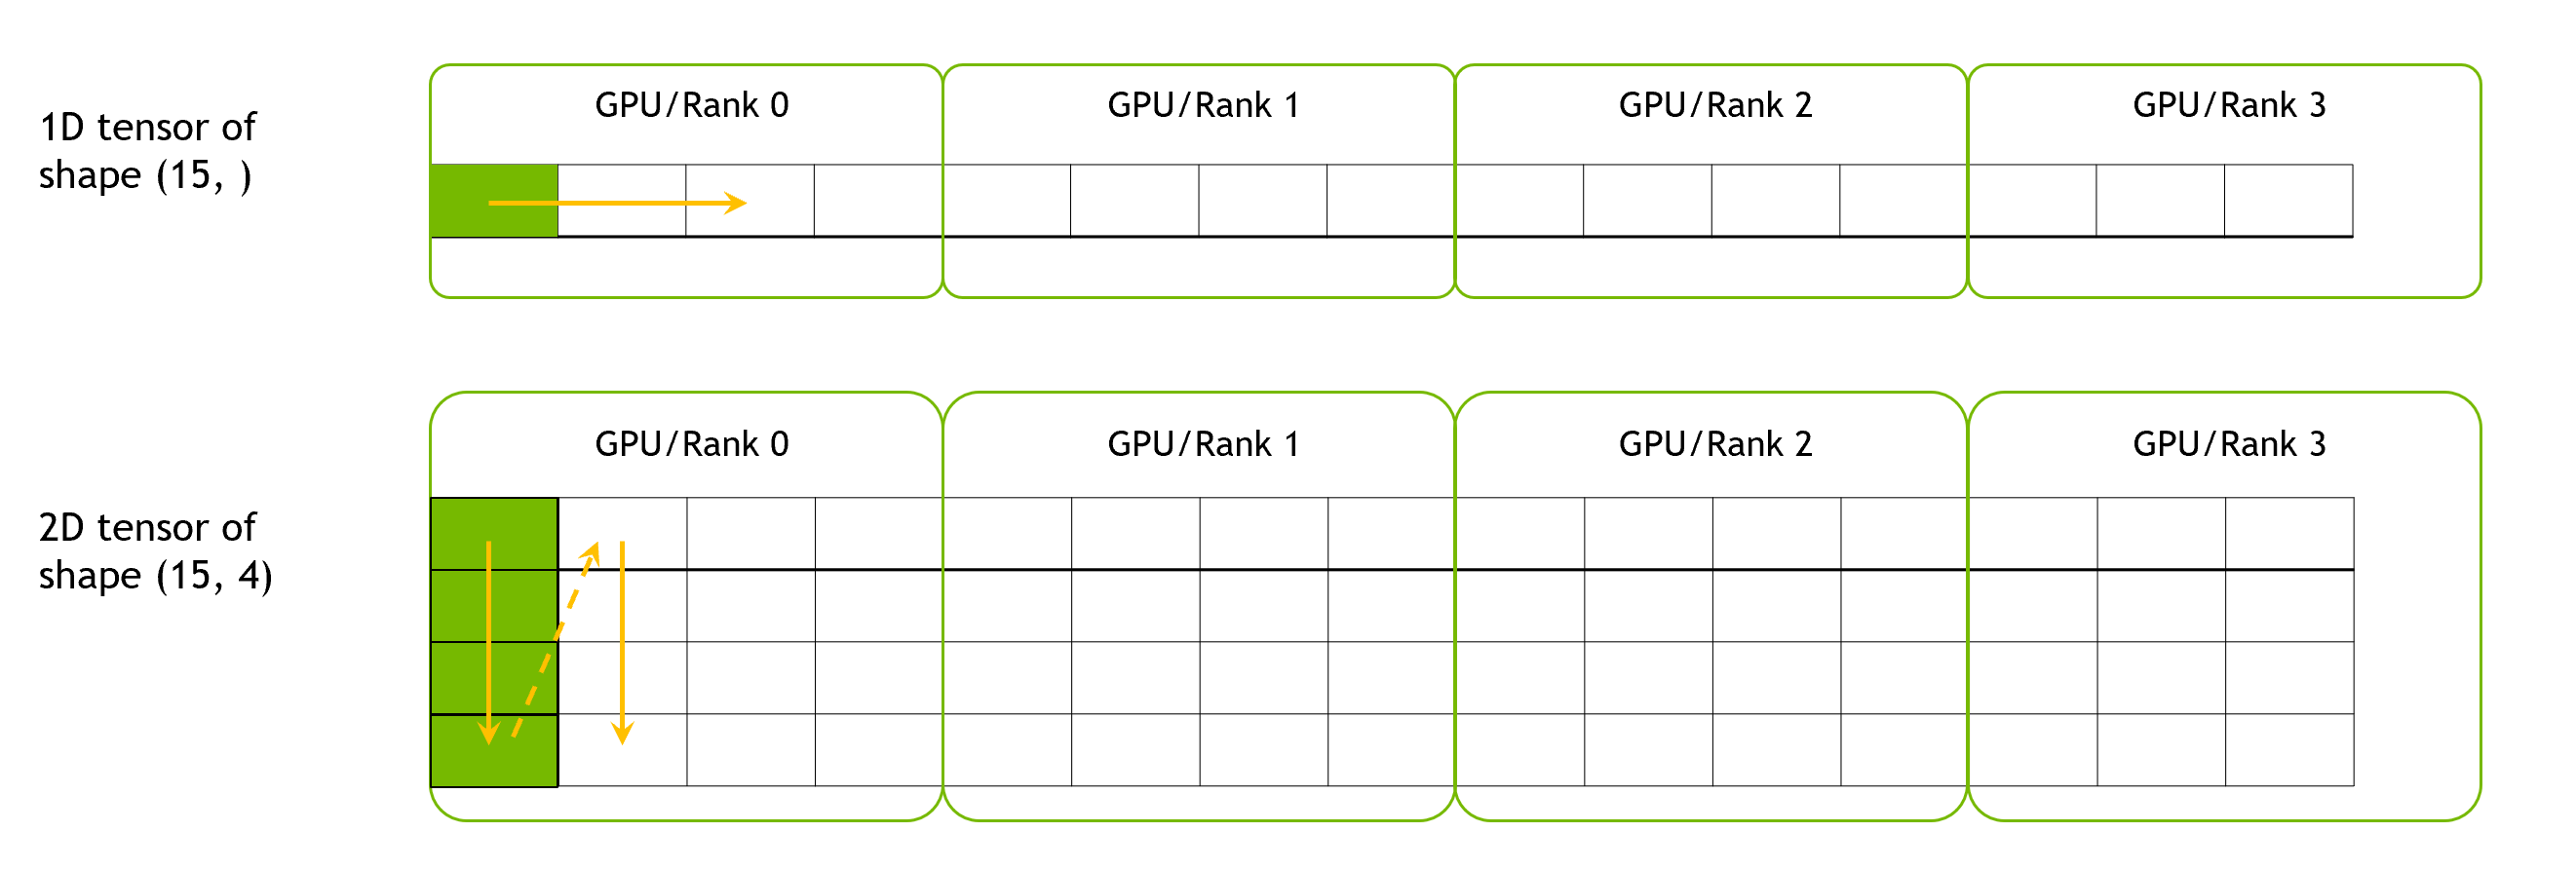 GPU/Rank 0
GPU/Rank 1
GPU/Rank 2
GPU/Rank 3
1D tensor of
shape (15, )
GPU/Rank 0
GPU/Rank 1
GPU/Rank 2
GPU/Rank 3
2D tensor of
shape (15, 4)